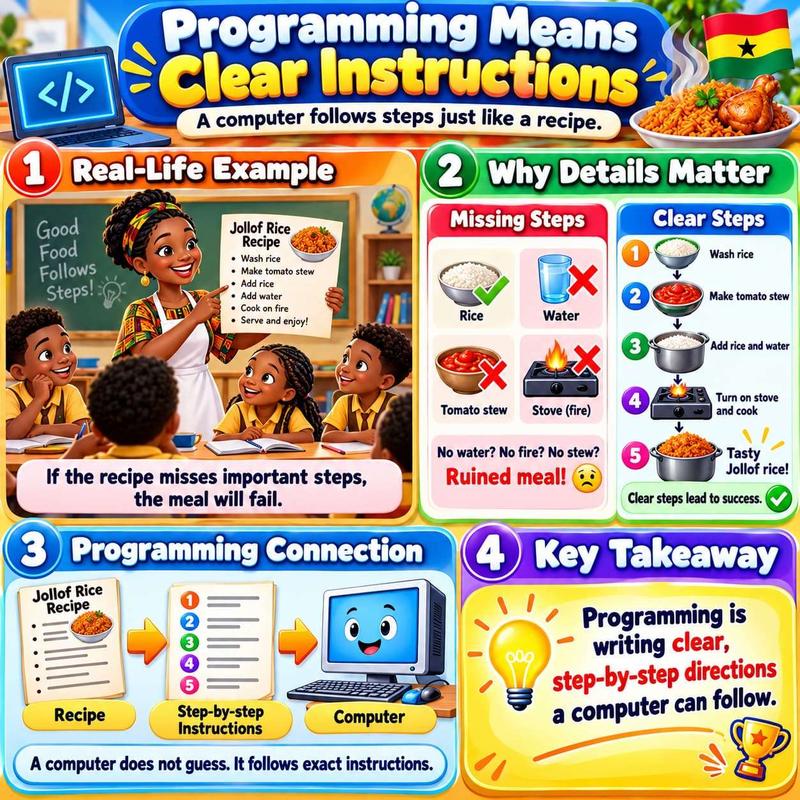 </>
Programming Means
Clear Instructions
A computer follows steps just like a recipe.
1 Real-Life Example
Good
Food
Follows
Steps!
Jollof Rice
Recipe
• Wash rice
• Make tomato stew
• Add rice
• Add water
• Cook on fire
• Serve and enjoy!
If the recipe misses important steps,
the meal will fail.
2 Why Details Matter
Missing Steps
Rice
Water
Tomato stew
Stove (fire)
No water? No fire? No stew?
Ruined meal!
Clear Steps
1 Wash rice
2 Make tomato stew
3 Add rice and water
4 Turn on stove
and cook
5 Tasty
Jollof rice!
Clear steps lead to success.
3 Programming Connection
Jollof Rice
Recipe
Recipe
1
2
3
4
5
Step-by-step
Instructions
Computer
A computer does not guess. It follows exact instructions.
4 Key Takeaway
Programming is
writing clear,
step-by-step directions
a computer can follow.